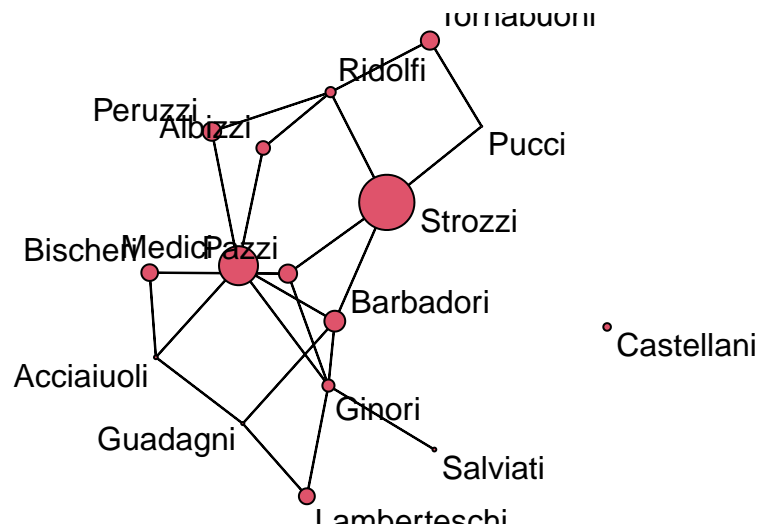 Tornabuoni
Ridolfi
Peruzzi
Albizzi
Pucci
Strozzi
Bischeri
Medici
Pazzi
Barbadori
Castellani
Acciaiuoli
Ginori
Guadagni
Salviati
Lamberteschi